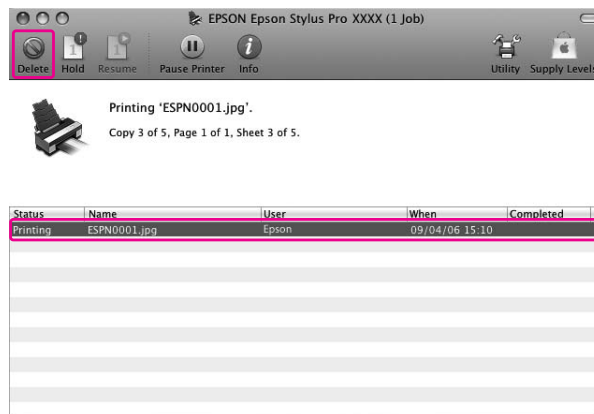 EPSON Epson Stylus Pro XXXX (1 Job)
1 1
Delete Hold Resume Pause Printer Info Utility Supply Levels
Printing ‘ESPN0001.jpg’.
Copy 3 of 5, Page 1 of 1, Sheet 3 of 5.
Status Name User When Completed
Printing ESPN0001.jpg Epson 09/04/06 15:10